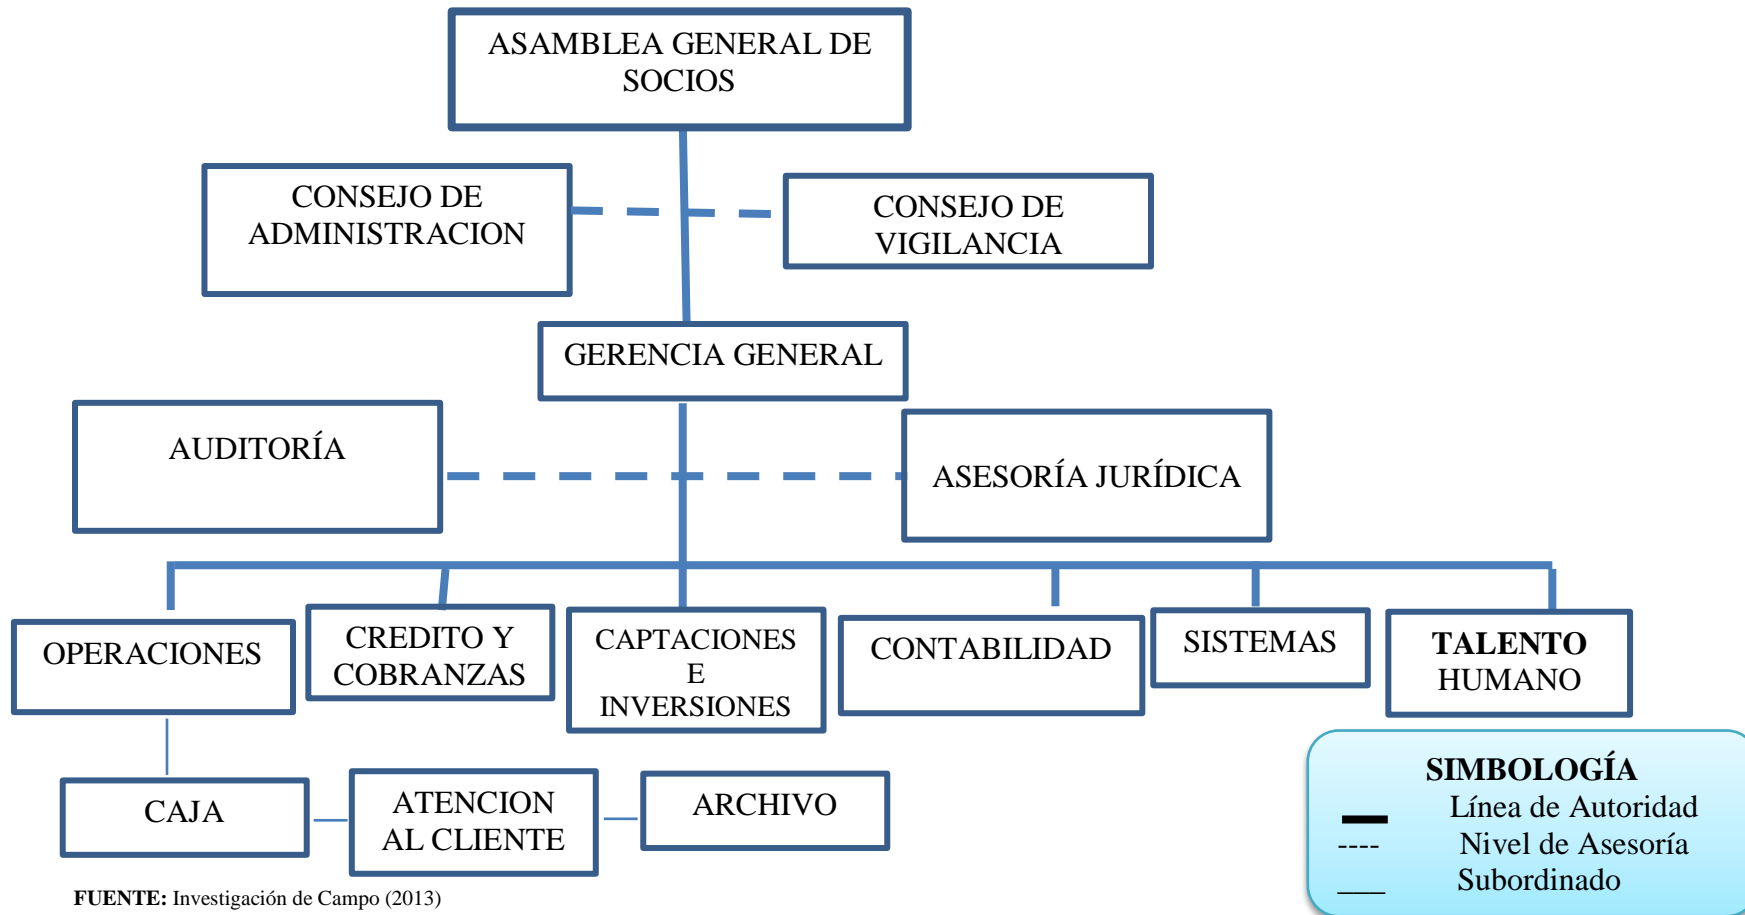 ASAMBLEA GENERAL DE
SOCIOS
CONSEJO DE
ADMINISTRACION
CONSEJO DE
VIGILANCIA
GERENCIA GENERAL
AUDITORÍA
ASESORÍA JURÍDICA
OPERACIONES
CREDITO Y
COBRANZAS
CAPTACIONES
E
INVERSIONES
CONTABILIDAD
SISTEMAS
TALENTO
HUMANO
CAJA
ATENCION
AL CLIENTE
ARCHIVO
SIMBOLOGÍA
Línea de Autoridad
---- Nivel de Asesoría
___ Subordinado
FUENTE: Investigación de Campo (2013)